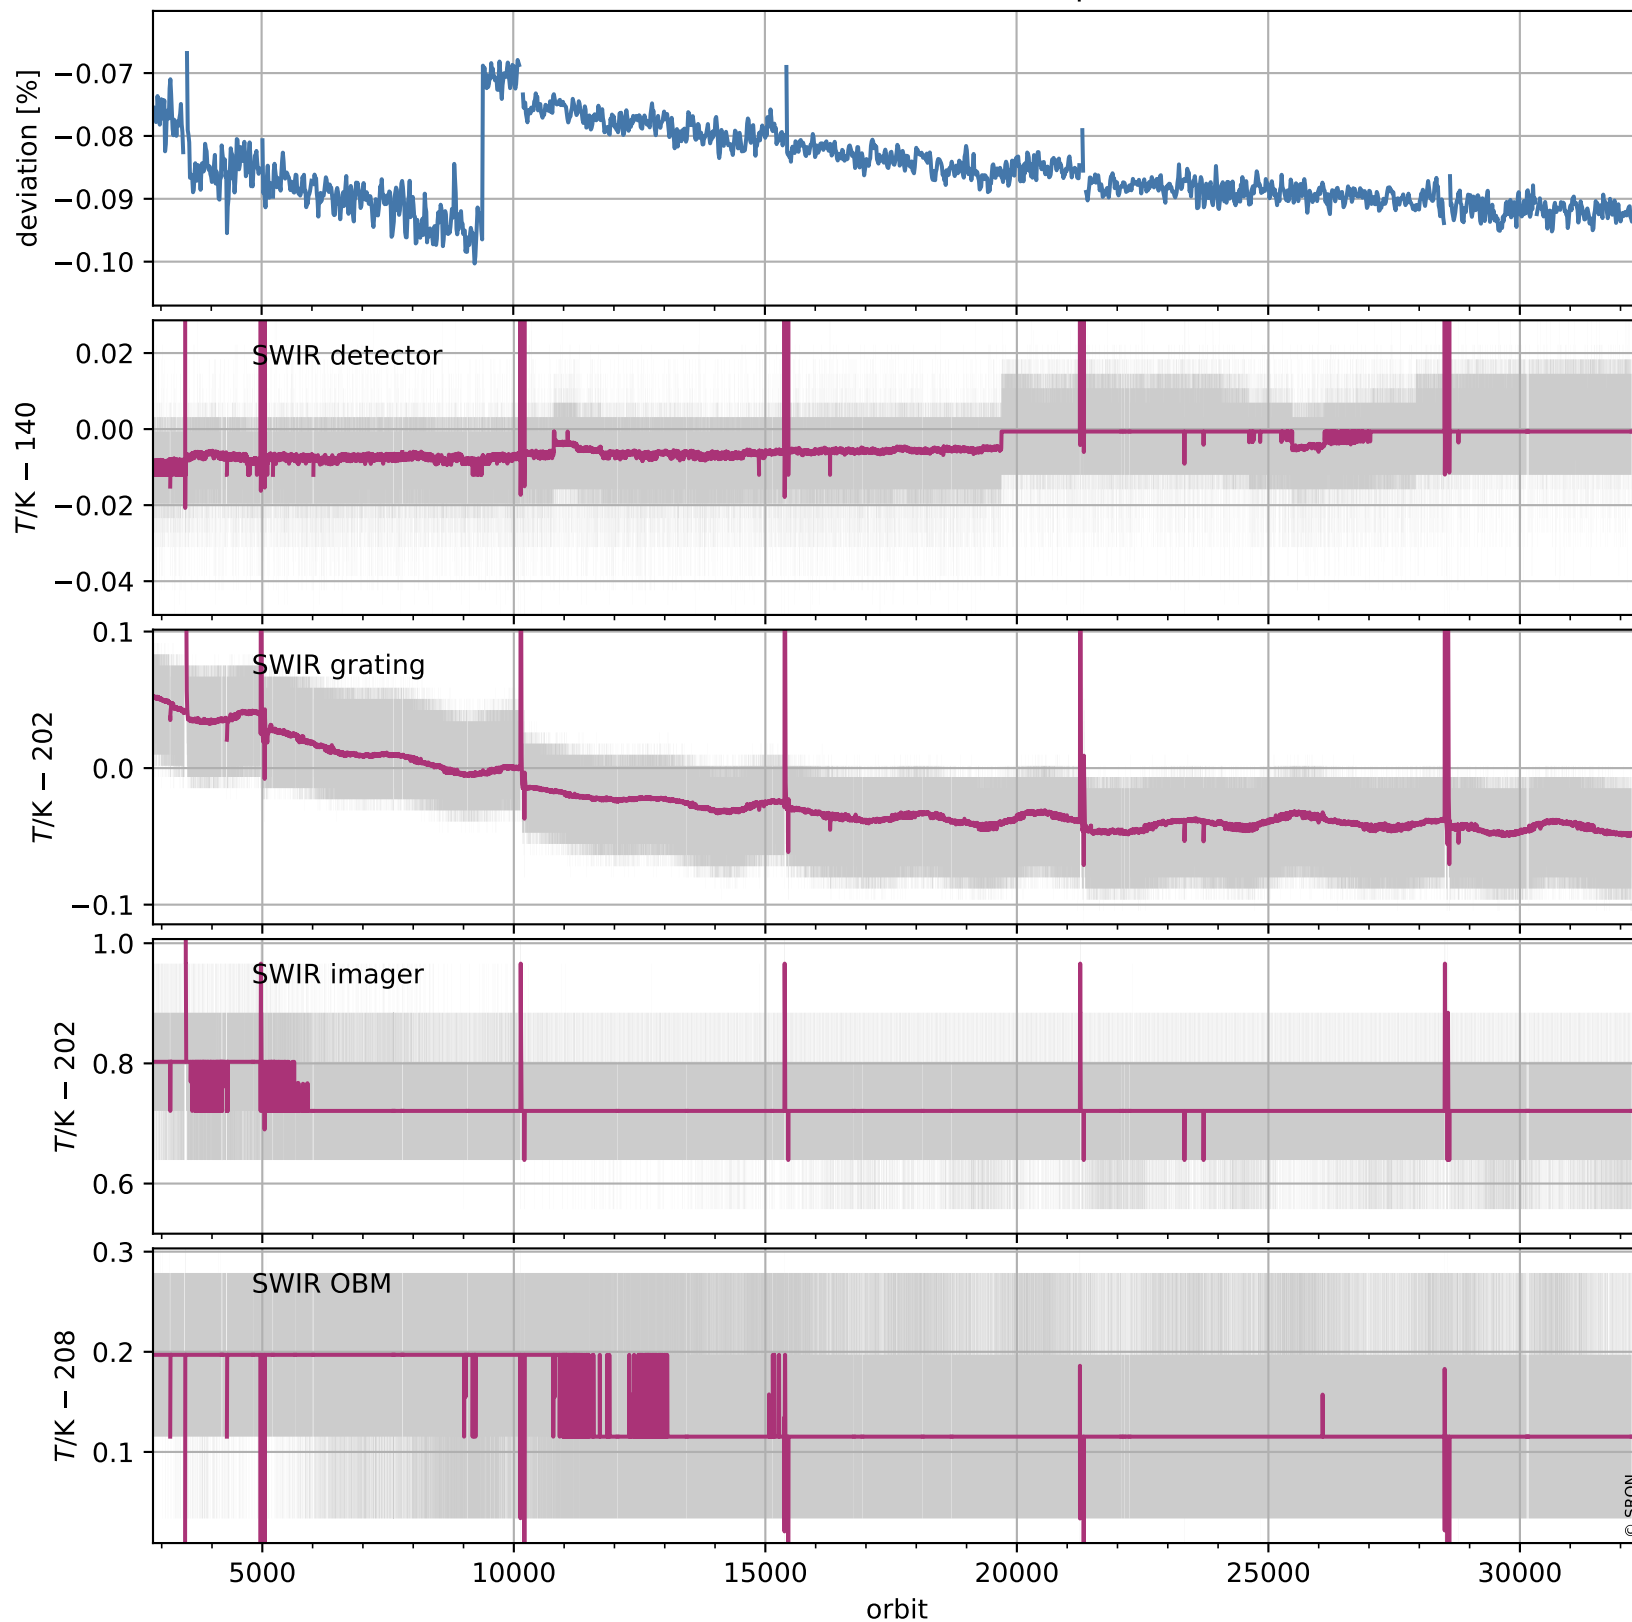 deviation [%]
−0.07
−0.08
−0.09
−0.10
SWIR detector
T/K − 140
0.02
0.00
−0.02
−0.04
SWIR grating
T/K − 202
0.1
0.0
−0.1
SWIR imager
T/K − 202
1.0
0.8
0.6
SWIR OBM
T/K − 208
0.3
0.2
0.1
© SRON
5000 10000 15000 20000 25000 30000
orbit